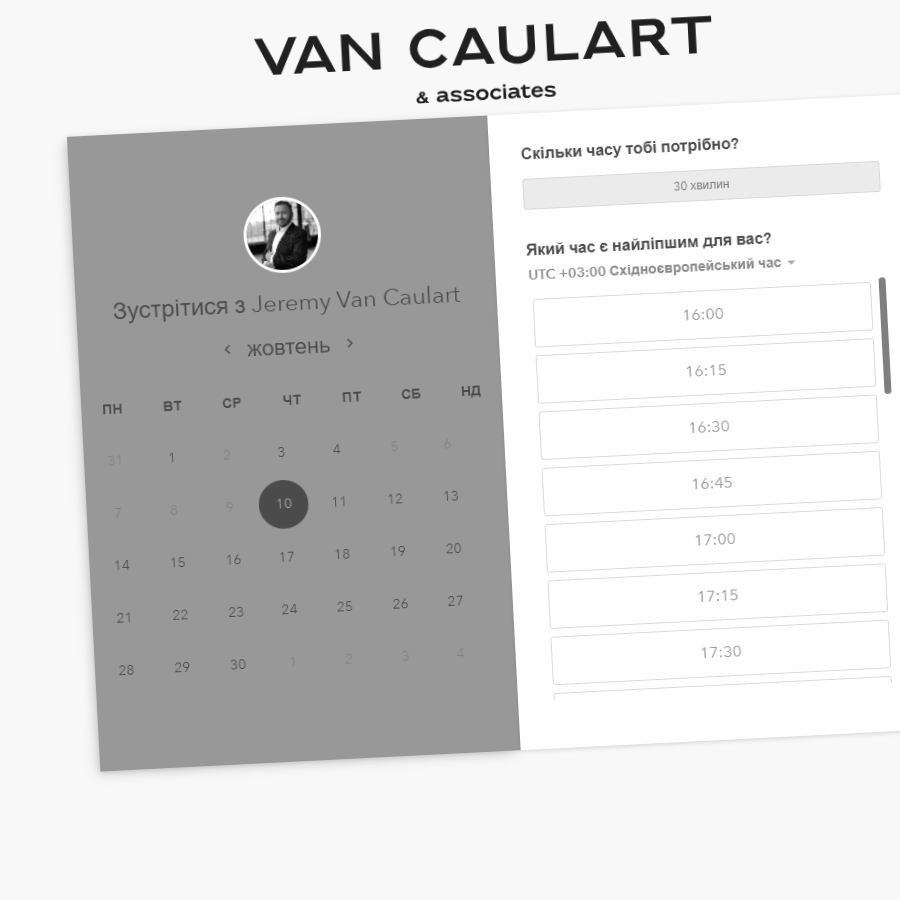 VAN CAULART
& associates
Зустрітися з Jeremy Van Caulart
‹ жовтень ›
ПН ВТ СР ЧТ ПТ СБ НД
31 1 2 3 4 5 6
7 8 9 10 11 12 13
14 15 16 17 18 19 20
21 22 23 24 25 26 27
28 29 30 1 2 3 4
Скільки часу тобі потрібно?
30 хвилин
Який час є найліпшим для вас?
UTC +03:00 Східноєвропейський час
16:00
16:15
16:30
16:45
17:00
17:15
17:30